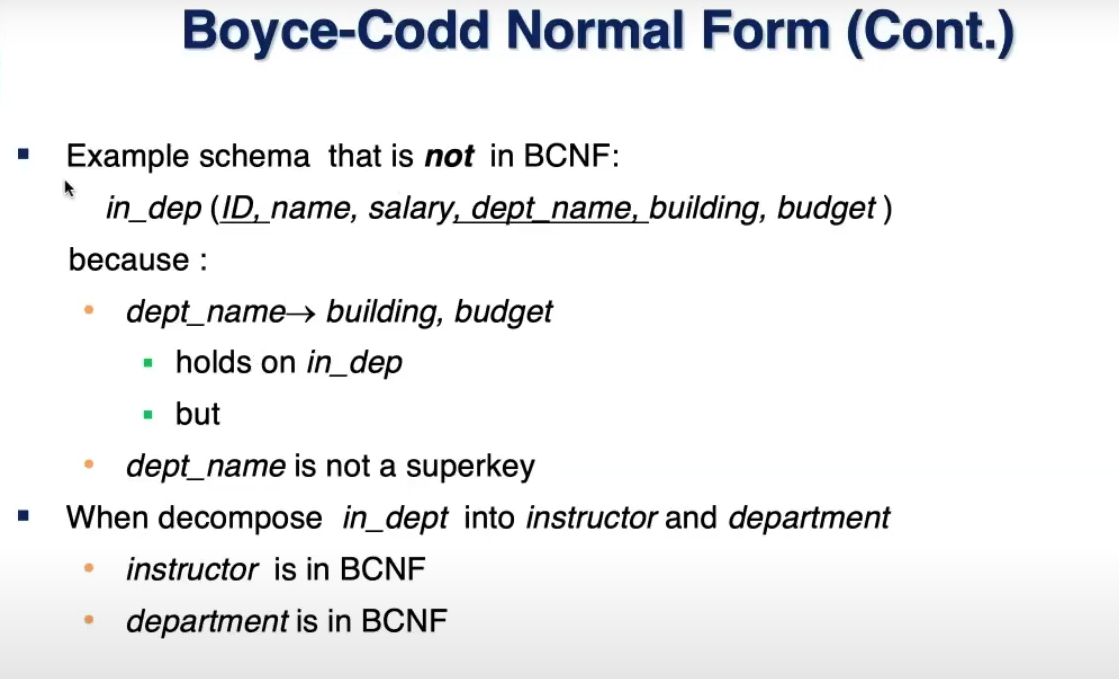 Boyce-Codd Normal Form (Cont.)
▪ Example schema that is not in BCNF:
in_dep (ID, name, salary, dept_name, building, budget )
because :
• dept_name→ building, budget
▪ holds on in_dep
▪ but
• dept_name is not a superkey
▪ When decompose in_dept into instructor and department
• instructor is in BCNF
• department is in BCNF